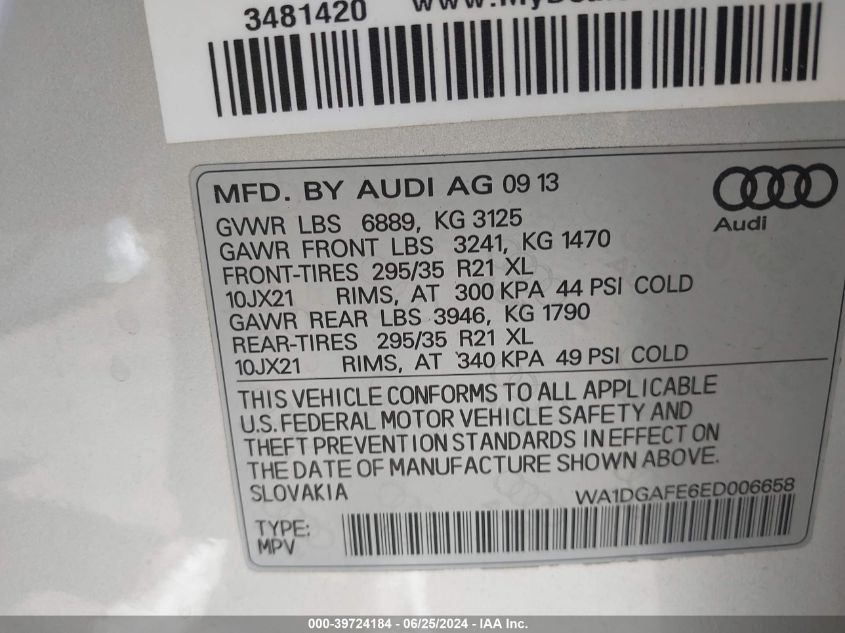 3481420
MFD. BY AUDI AG 09 13
Audi
GVWR LBS 6889, KG 3125
GAWR FRONT LBS 3241, KG 1470
FRONT-TIRES 295/35 R21 XL
10JX21 RIMS, AT 300 KPA 44 PSI COLD
GAWR REAR LBS 3946, KG 1790
REAR-TIRES 295/35 R21 XL
10JX21 RIMS, AT 340 KPA 49 PSI COLD
THIS VEHICLE CONFORMS TO ALL APPLICABLE
U.S. FEDERAL MOTOR VEHICLE SAFETY AND
THEFT PREVENTION STANDARDS IN EFFECT ON
THE DATE OF MANUFACTURE SHOWN ABOVE.
SLOVAKIA
WA1DGAFE6ED006658
TYPE:
MPV
000-39724184 - 06/25/2024 - IAA Inc.